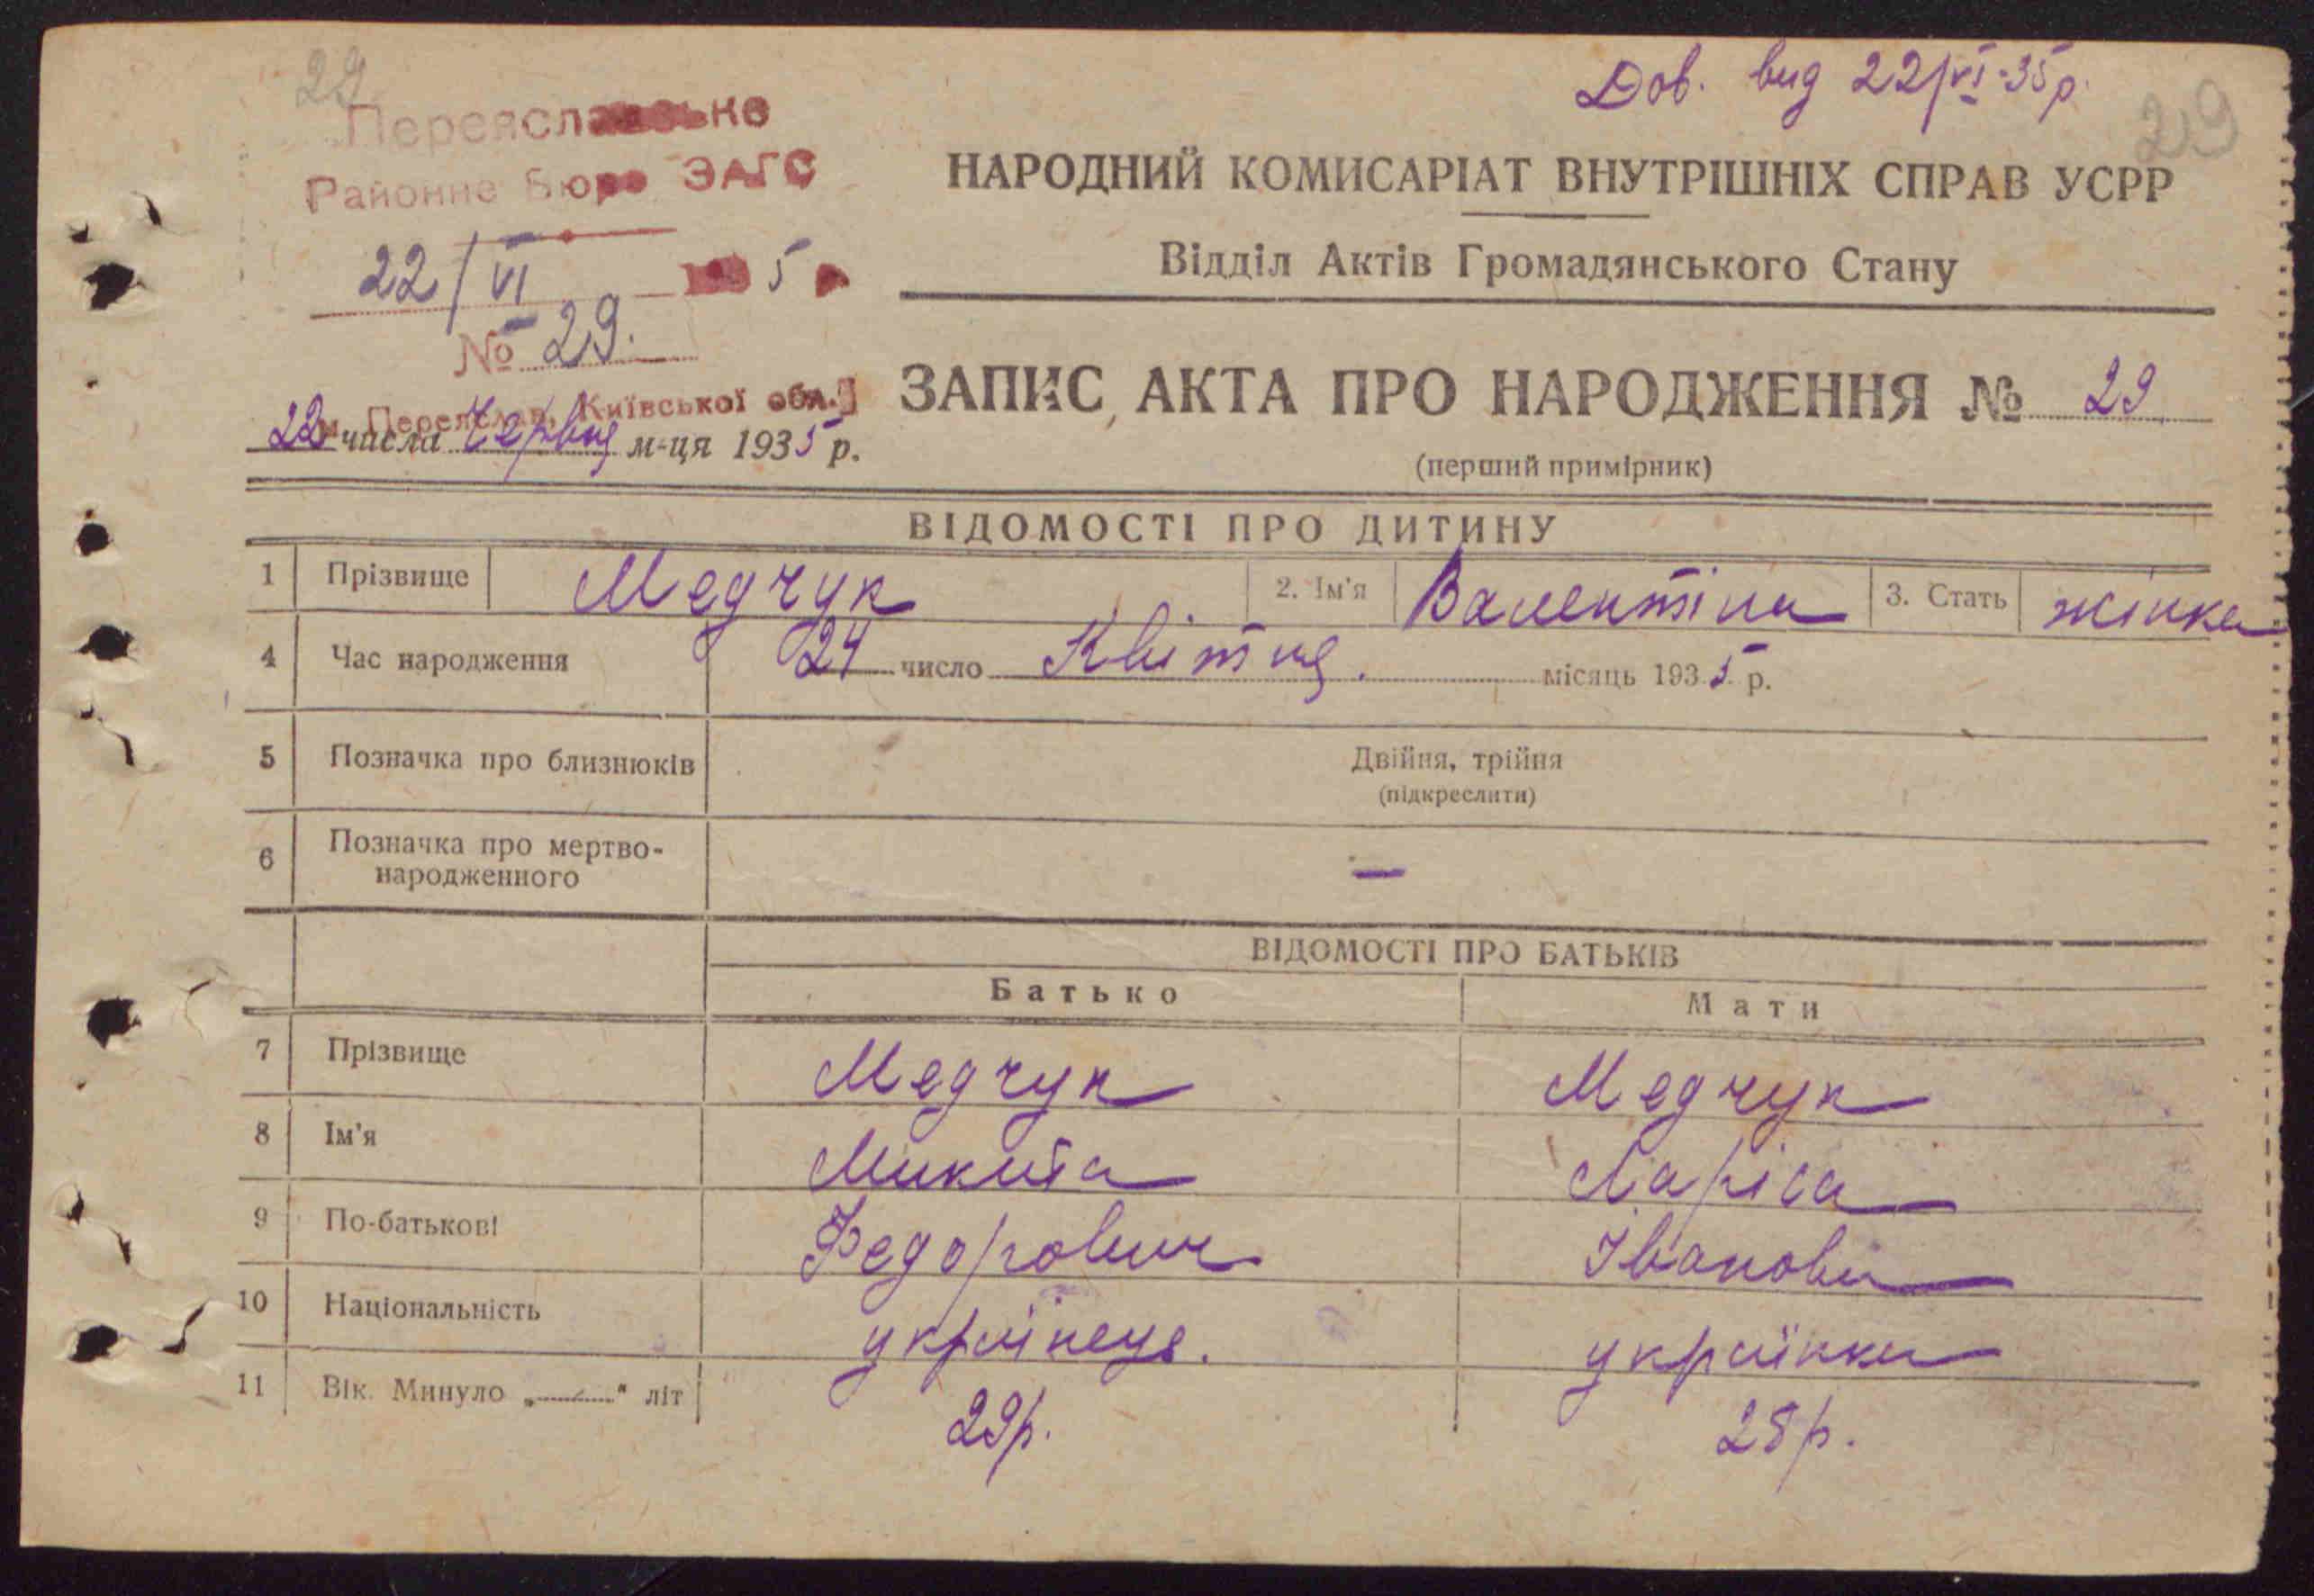 29
Дов. вид 22/VI-35р.
29
Переяславське
Районне Бюро ЗАГС
22/VI 1935 р
№ 29.
м. Переяслав, Київської обл.
НАРОДНИЙ КОМИСАРІАТ ВНУТРІШНІХ СПРАВ УСРР
Відділ Актів Громадянського Стану
ЗАПИС АКТА ПРО НАРОДЖЕННЯ № 29
22 числа Червня м-ця 1935 р.
(перший примірник)
ВІДОМОСТІ ПРО ДИТИНУ
1 Прізвище Медчук 2. Ім'я Валентіна 3. Стать жінка
4 Час народження 24 число Квітня. місяць 1935 р.
5 Позначка про близнюків Двійня, трійня
(підкреслити)
6 Позначка про мертво-
народженного —
ВІДОМОСТІ ПРО БАТЬКІВ
Батько Мати
7 Прізвище Медчук Медчук
8 Ім'я Микита Ларіса
9 По-батькові Федорович Іванови
10 Національність українець. українка
11 Вік. Минуло „ " літ 29р. 28р.